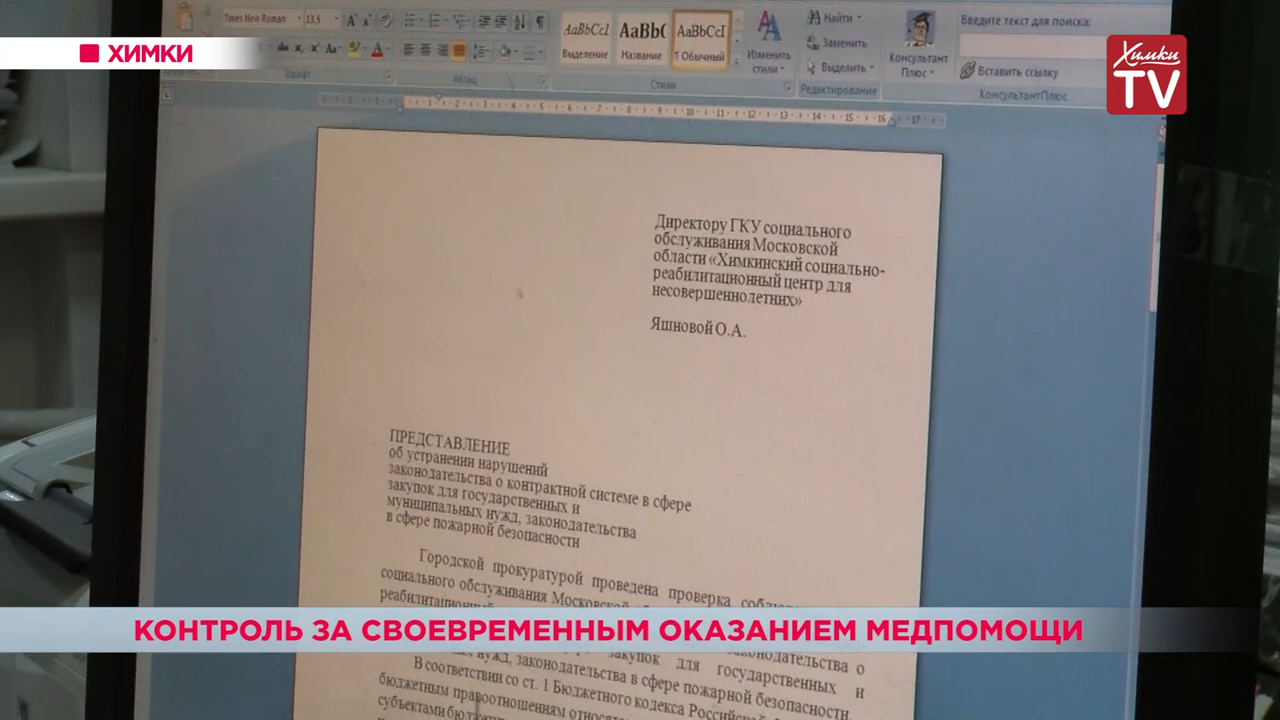 ХИМКИ
Химки
TV
Times New Roman
13,5
AaBbCcI
AaBbC
AaBbCcI
Выделение
Название
Обычный
Изменить
стили
Найти
Заменить
Выделить
Консультант
Плюс
Введите текст для поиска:
Вставить ссылку
Шрифт
Абзац
Стили
Редактирование
КонсультантПлюс
Директору ГКУ социального
обслуживания Московской
области «Химкинский социально-
реабилитационный центр для
несовершеннолетних»
Яшновой О.А.
ПРЕДСТАВЛЕНИЕ
об устранении нарушений
законодательства о контрактной системе в сфере
закупок для государственных и
муниципальных нужд, законодательства
в сфере пожарной безопасности
Городской прокуратурой проведена проверка
социального обслуживания Московской
КОНТРОЛЬ ЗА СВОЕВРЕМЕННЫМ ОКАЗАНИЕМ МЕДПОМОЩИ
закупок для государственных и
нужд, законодательства в сфере пожарной безопасности.
В соответствии со ст. 1 Бюджетного кодекса Российской
бюджетным правоотношениям
субъектами